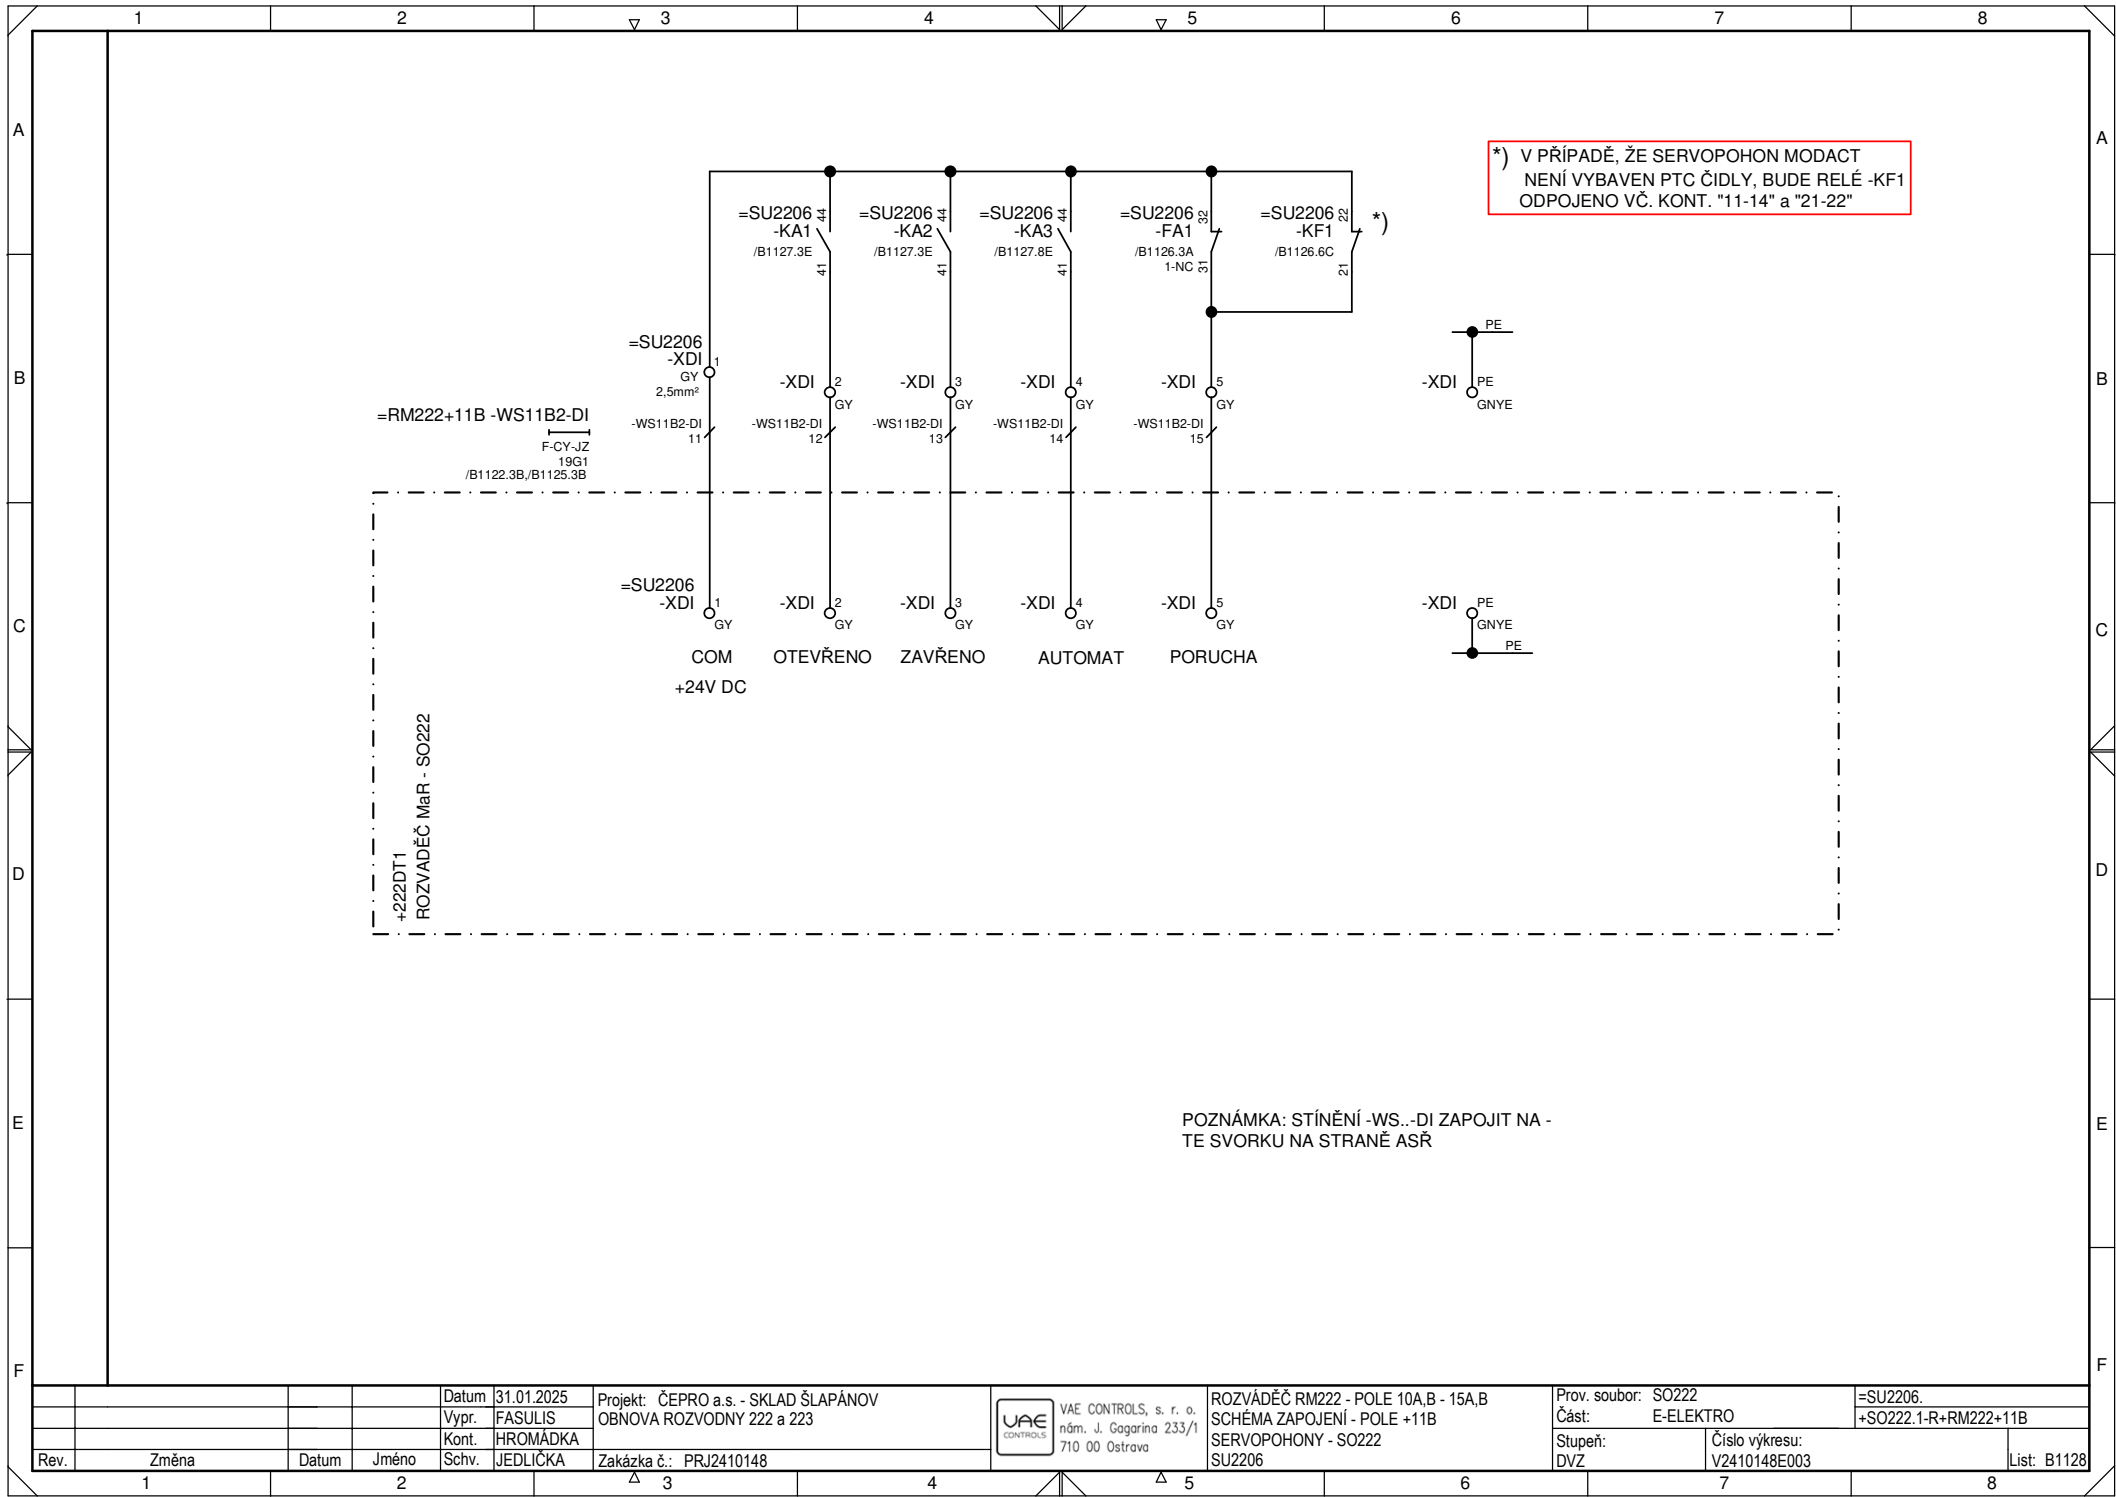 1 2 3 4 5 6 7 8
A A
*) V PŘÍPADĚ, ŽE SERVOPOHON MODACT
NENÍ VYBAVEN PTC ČIDLY, BUDE RELÉ -KF1
ODPOJENO VČ. KONT. "11-14" a "21-22"
=SU2206 44
-KA1
/B1127.3E
41
=SU2206 44
-KA2
/B1127.3E
41
=SU2206 44
-KA3
/B1127.8E
41
=SU2206 32
-FA1
/B1126.3A
1-NC 31
=SU2206 22
-KF1
/B1126.6C
21
*)
B B
=SU2206
-XDI 1
GY
2,5mm²
-XDI 2
GY
-XDI 3
GY
-XDI 4
GY
-XDI 5
GY
PE
-XDI PE
GNYE
=RM222+11B -WS11B2-DI
F-CY-JZ
19G1
/B1122.3B,/B1125.3B
-WS11B2-DI
11
-WS11B2-DI
12
-WS11B2-DI
13
-WS11B2-DI
14
-WS11B2-DI
15
C C
=SU2206
-XDI 1
GY
-XDI 2
GY
-XDI 3
GY
-XDI 4
GY
-XDI 5
GY
-XDI PE
GNYE
PE
COM OTEVŘENO ZAVŘENO AUTOMAT PORUCHA
+24V DC
+222DT1
ROZVADĚČ MaR - SO222
D D
E E
POZNÁMKA: STÍNĚNÍ -WS..-DI ZAPOJIT NA -
TE SVORKU NA STRANĚ ASŘ
F F
Datum 31.01.2025
Vypr. FASULIS
Kont. HROMÁDKA
Rev. Změna Datum Jméno Schv. JEDLIČKA
Projekt: ČEPRO a.s. - SKLAD ŠLAPÁNOV
OBNOVA ROZVODNY 222 a 223
Zakázka č.: PRJ2410148
VAE
CONTROLS
VAE CONTROLS, s. r. o.
nám. J. Gagarina 233/1
710 00 Ostrava
ROZVÁDĚČ RM222 - POLE 10A,B - 15A,B
SCHÉMA ZAPOJENÍ - POLE +11B
SERVOPOHONY - SO222
SU2206
Prov. soubor: SO222
Část: E-ELEKTRO
Stupeň:
DVZ
=SU2206.
+SO222.1-R+RM222+11B
Číslo výkresu:
V2410148E003
List: B1128
1 2 3 4 5 6 7 8